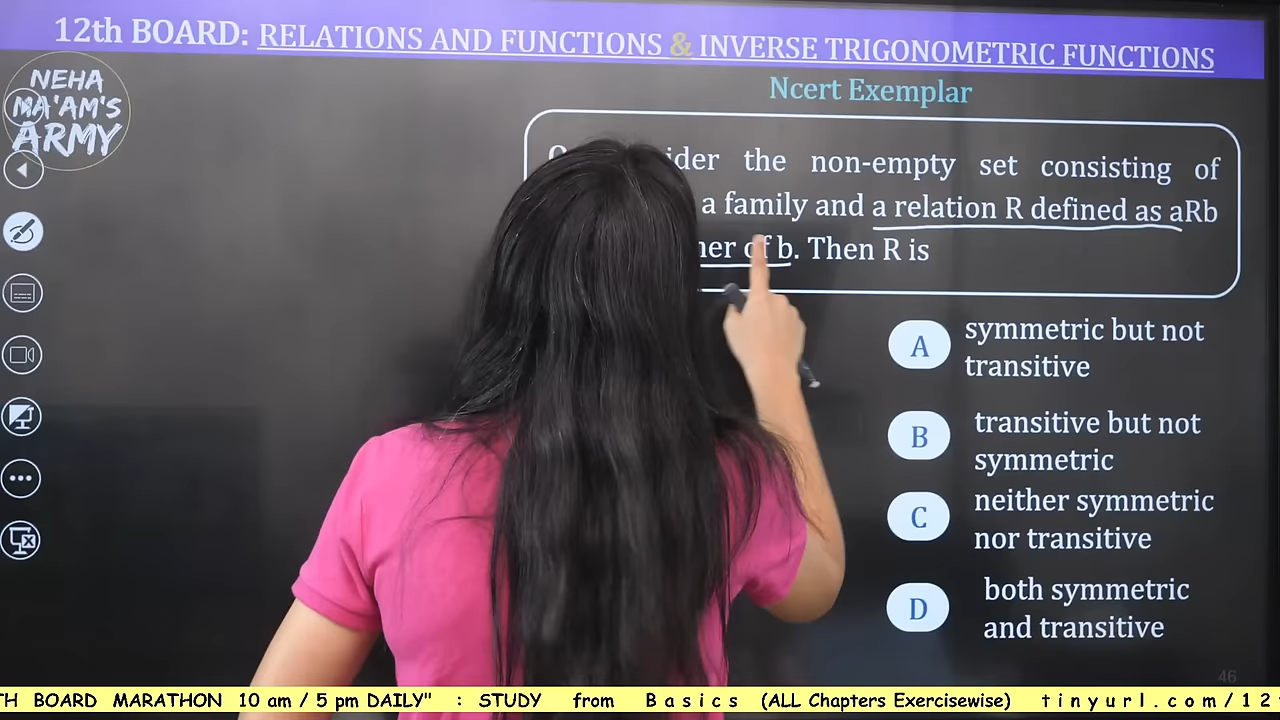 12th BOARD: RELATIONS AND FUNCTIONS & INVERSE TRIGONOMETRIC FUNCTIONS
NEHA
MA'AM'S
ARMY
Ncert Exemplar
the non-empty set consisting of
a family and a relation R defined as aRb
of b. Then R is
A symmetric but not
transitive
B transitive but not
symmetric
C neither symmetric
nor transitive
D both symmetric
and transitive
46
BOARD MARATHON 10 am / 5 pm DAILY" : STUDY from Basics (ALL Chapters Exercisewise) tinyurl.com/12